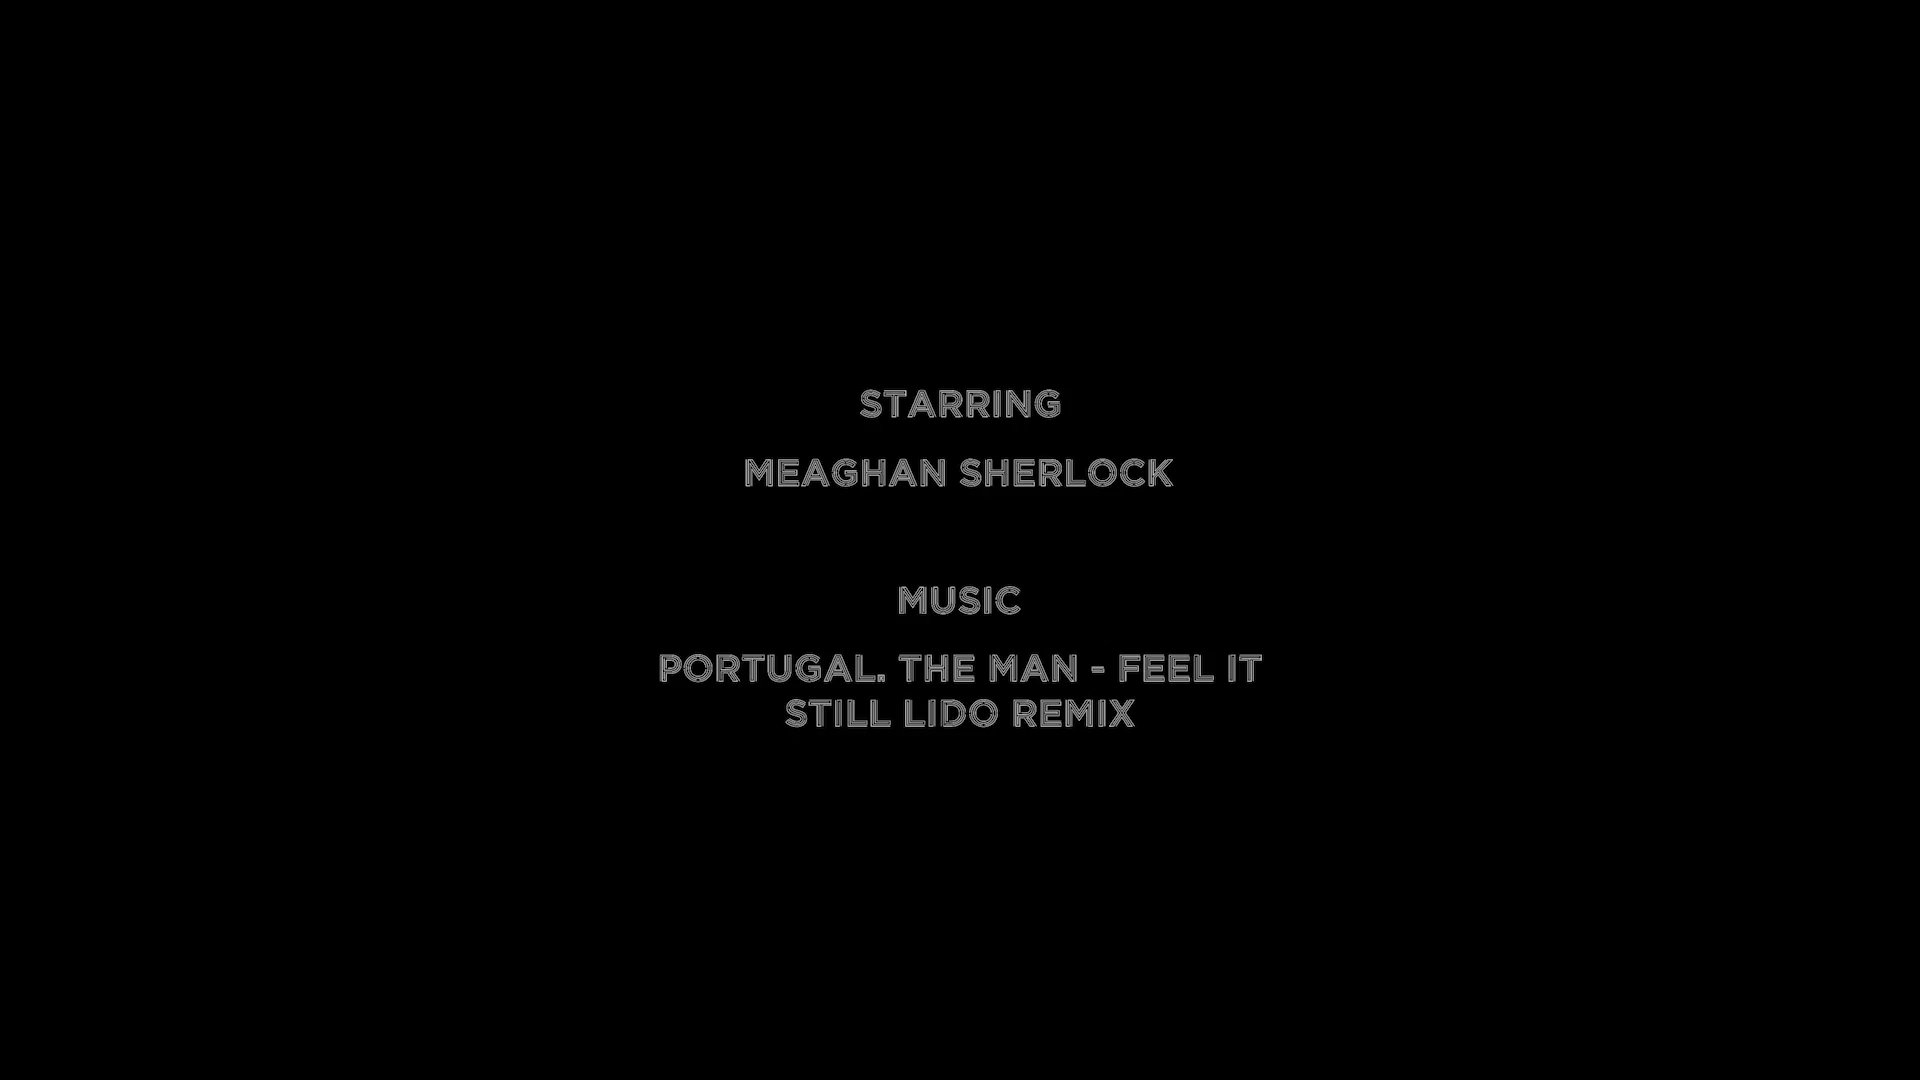 STARRING
MEAGHAN SHERLOCK
MUSIC
PORTUGAL. THE MAN - FEEL IT
STILL LIDO REMIX